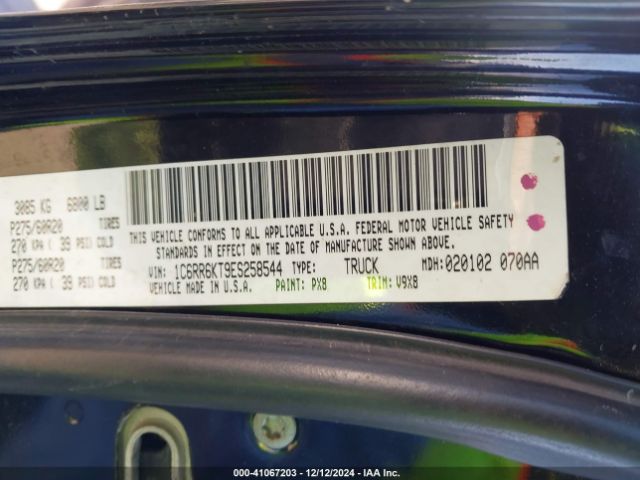 3085 KG 6800 LB
P275/60R20 TIRES
270 KPA ( 39 PSI) COLD
P275/60R20 TIRES
270 KPA ( 39 PSI) COLD
THIS VEHICLE CONFORMS TO ALL APPLICABLE U.S.A. FEDERAL MOTOR VEHICLE SAFETY
STANDARDS IN EFFECT ON THE DATE OF MANUFACTURE SHOWN ABOVE.
VIN: 1C6RR6KT9ES258544 TYPE: TRUCK MDH:020102 070AA
VEHICLE MADE IN U.S.A. PAINT: PX8 TRIM: V9X8
000-41067203 - 12/12/2024 - IAA Inc.